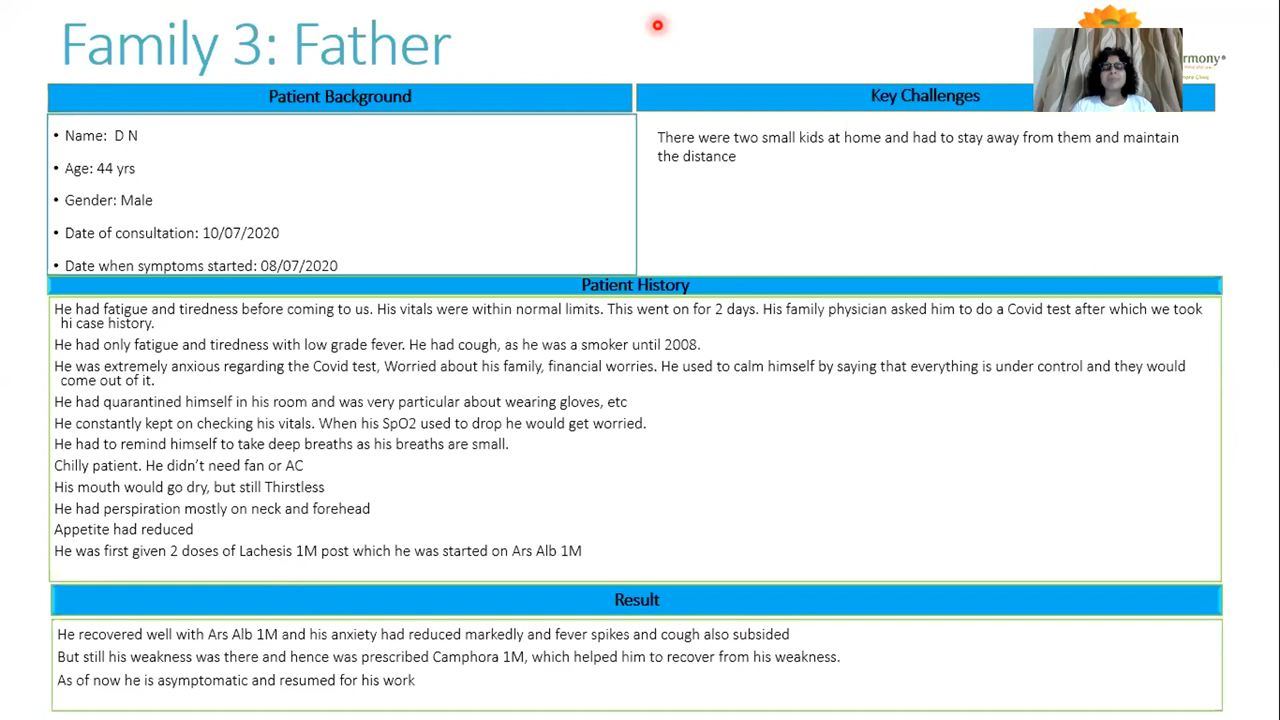 Family 3: Father
rmony®
Patient Background
Key Challenges
• Name:  D N
• Age: 44 yrs
• Gender: Male
• Date of consultation: 10/07/2020
• Date when symptoms started: 08/07/2020
There were two small kids at home and had to stay away from them and maintain
the distance
Patient History
He had fatigue and tiredness before coming to us. His vitals were within normal limits. This went on for 2 days. His family physician asked him to do a Covid test after which we took
hi case history.
He had only fatigue and tiredness with low grade fever. He had cough, as he was a smoker until 2008.
He was extremely anxious regarding the Covid test, Worried about his family, financial worries. He used to calm himself by saying that everything is under control and they would
come out of it.
He had quarantined himself in his room and was very particular about wearing gloves, etc
He constantly kept on checking his vitals. When his SpO2 used to drop he would get worried.
He had to remind himself to take deep breaths as his breaths are small.
Chilly patient. He didn’t need fan or AC
His mouth would go dry, but still Thirstless
He had perspiration mostly on neck and forehead
Appetite had reduced
He was first given 2 doses of Lachesis 1M post which he was started on Ars Alb 1M
Result
He recovered well with Ars Alb 1M and his anxiety had reduced markedly and fever spikes and cough also subsided
But still his weakness was there and hence was prescribed Camphora 1M, which helped him to recover from his weakness.
As of now he is asymptomatic and resumed for his work